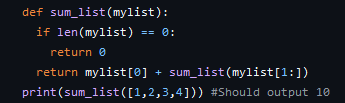 def sum_list(mylist):
  if len(mylist) == 0:
    return 0
  return mylist[0] + sum_list(mylist[1:])
print(sum_list([1,2,3,4])) #Should output 10